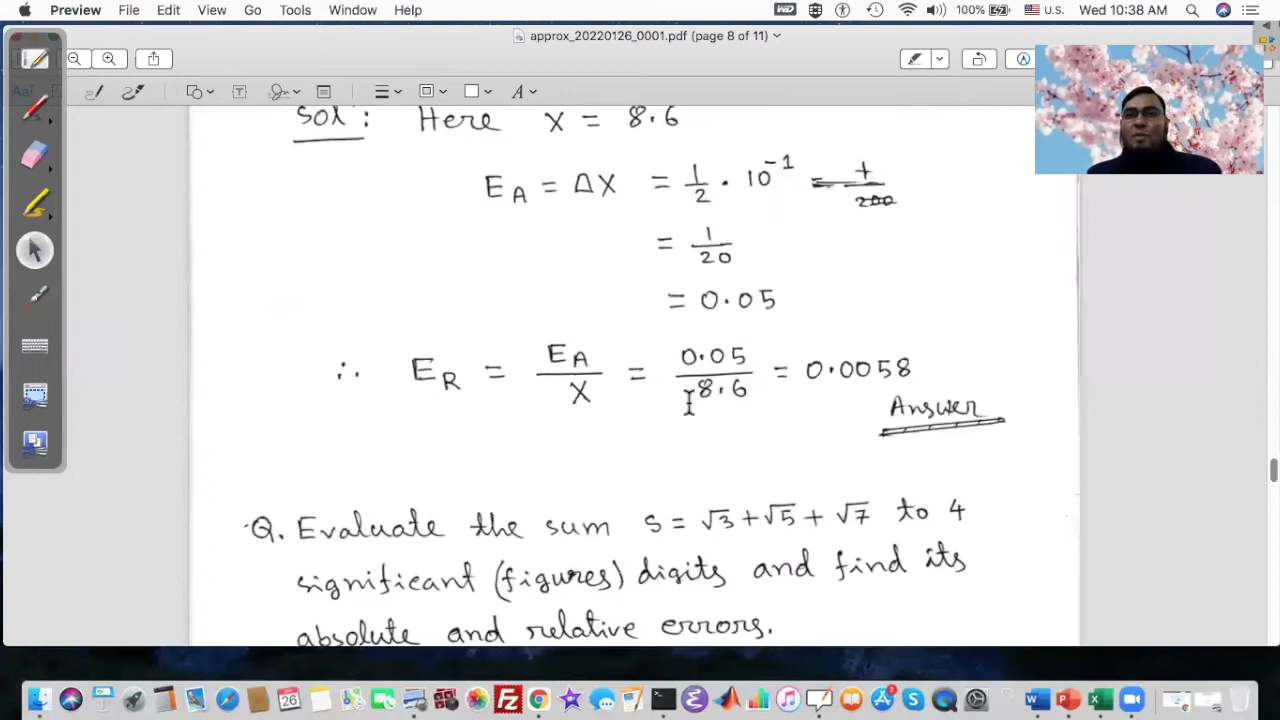 Preview File Edit View Go Tools Window Help 100% U.S. Wed 10:38 AM
approx_20220126_0001.pdf (page 8 of 11)
Sol: Here X = 8.6
E_A = ΔX = 1/2 · 10^-1
= 1/20
= 0.05
∴ E_R = E_A/X = 0.05/8.6 = 0.0058
Answer
Q. Evaluate the sum S = √3 + √5 + √7 to 4
significant (figures) digits and find its
absolute and relative errors.